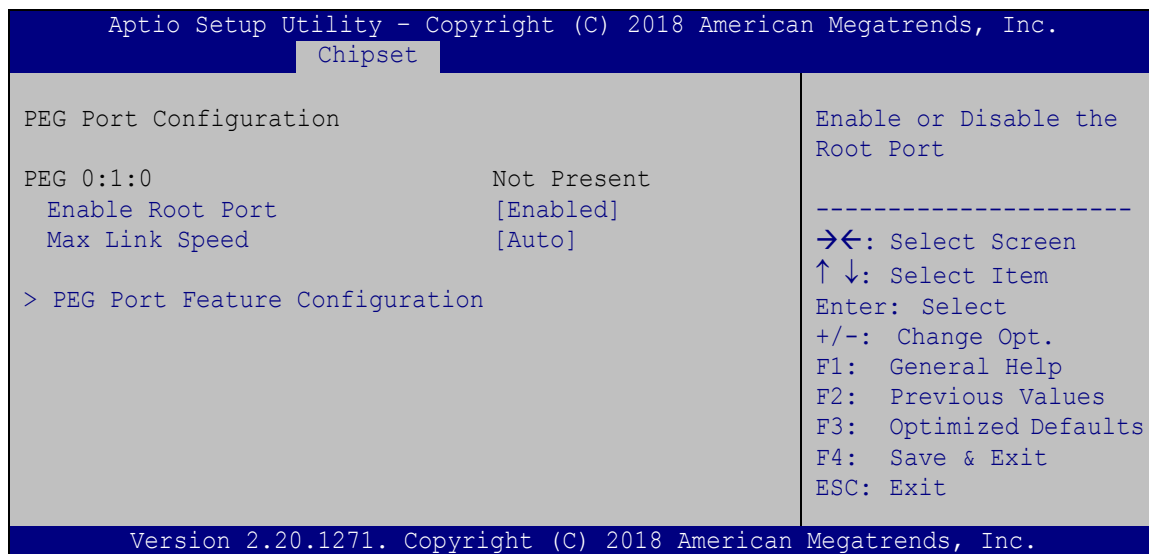 Aptio Setup Utility – Copyright (C) 2018 American Megatrends, Inc.
Chipset
PEG Port Configuration
PEG 0:1:0 Not Present
Enable Root Port [Enabled]
Max Link Speed [Auto]
> PEG Port Feature Configuration
Enable or Disable the
Root Port
----------------------
→←: Select Screen
↑ ↓: Select Item
Enter: Select
+/-: Change Opt.
F1: General Help
F2: Previous Values
F3: Optimized Defaults
F4: Save & Exit
ESC: Exit
Version 2.20.1271. Copyright (C) 2018 American Megatrends, Inc.